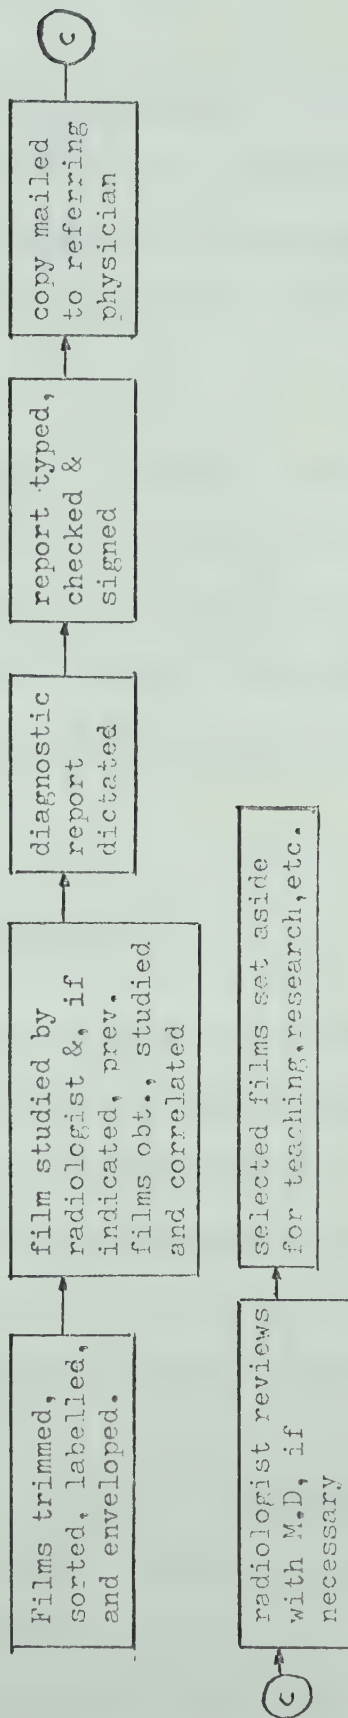 Films trimmed,
sorted, labelled,
and enveloped.
film studied by
radiologist &, if
indicated, prev.
films obt., studied
and correlated
diagnostic
report
dictated
report typed,
checked &
signed
copy mailed
to referring
physician
C
C
radiologist reviews
with M.D, if
necessary
selected films set aside
for teaching,research,etc.